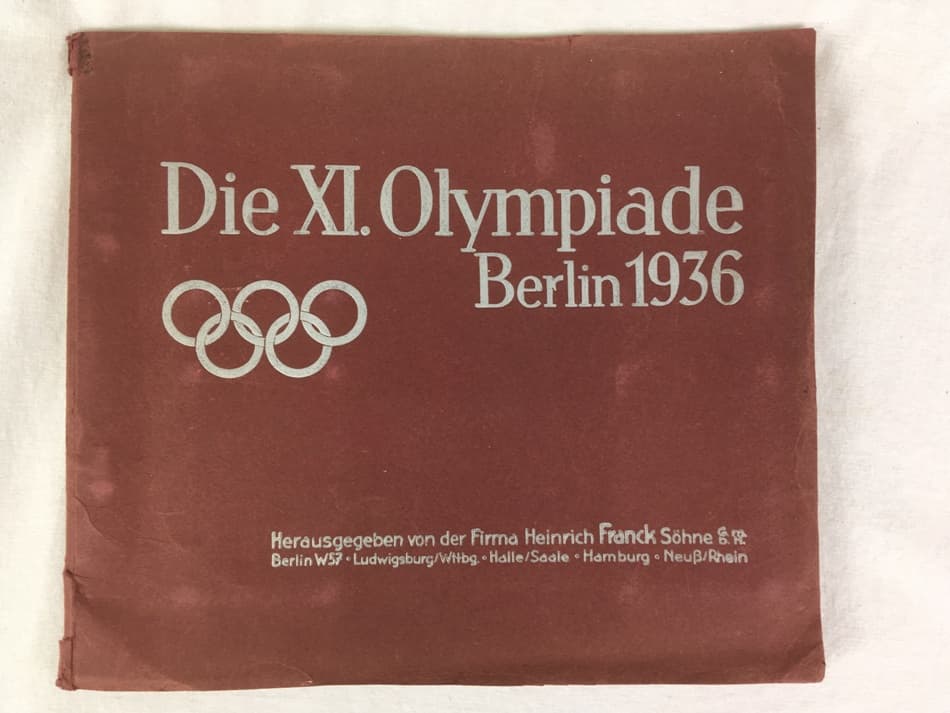 Die XI. Olympiade
Berlin 1936
Herausgegeben von der Firma Heinrich Franck Söhne
Berlin W57 · Ludwigsburg/Wttbg. · Halle/Saale · Hamburg · Neuß/Rhein